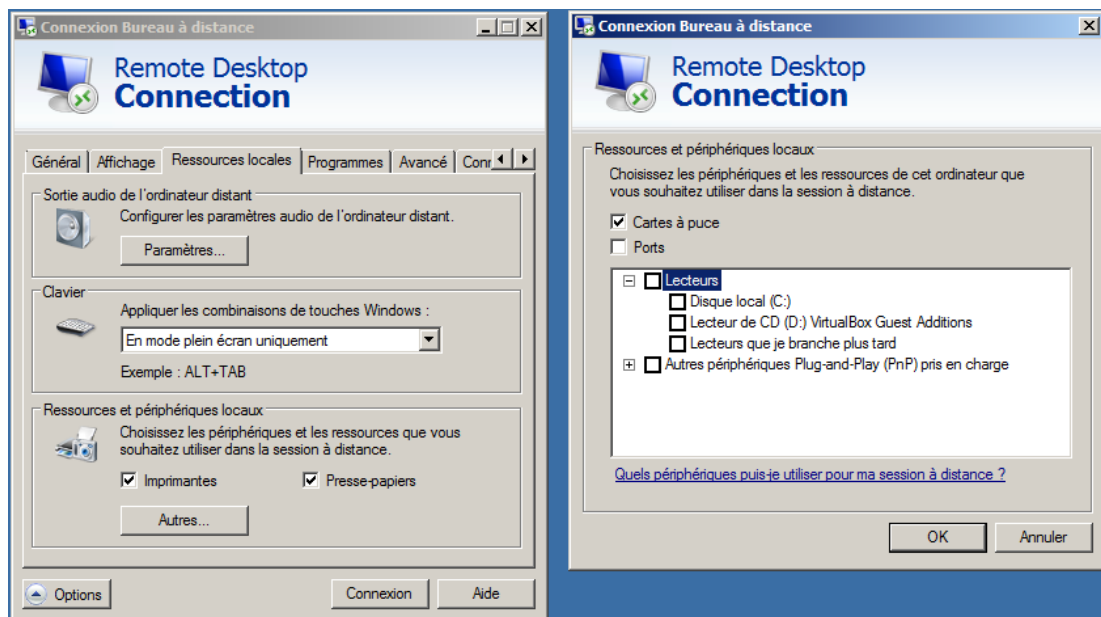 Connexion Bureau à distance
Remote Desktop
Connection
Général
Affichage
Ressources locales
Programmes
Avancé
Conn
Sortie audio de l'ordinateur distant
Configurer les paramètres audio de l'ordinateur distant.
Paramètres...
Clavier
Appliquer les combinaisons de touches Windows :
En mode plein écran uniquement
Exemple : ALT+TAB
Ressources et périphériques locaux
Choisissez les périphériques et les ressources que vous
souhaitez utiliser dans la session à distance.
Imprimantes
Presse-papiers
Autres...
Options
Connexion
Aide
Connexion Bureau à distance
Remote Desktop
Connection
Ressources et périphériques locaux
Choisissez les périphériques et les ressources de cet ordinateur que
vous souhaitez utiliser dans la session à distance.
Cartes à puce
Ports
Lecteurs
Disque local (C:)
Lecteur de CD (D:) VirtualBox Guest Additions
Lecteurs que je branche plus tard
Autres périphériques Plug-and-Play (PnP) pris en charge
Quels périphériques puis-je utiliser pour ma session à distance ?
OK
Annuler